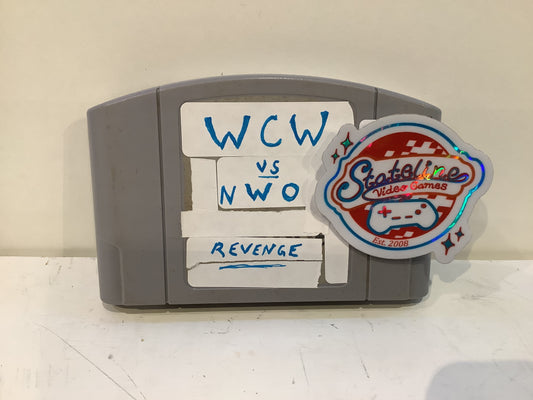 WCW
VS
NWO
REVENGE
Stateline
Video Games
Est. 2008